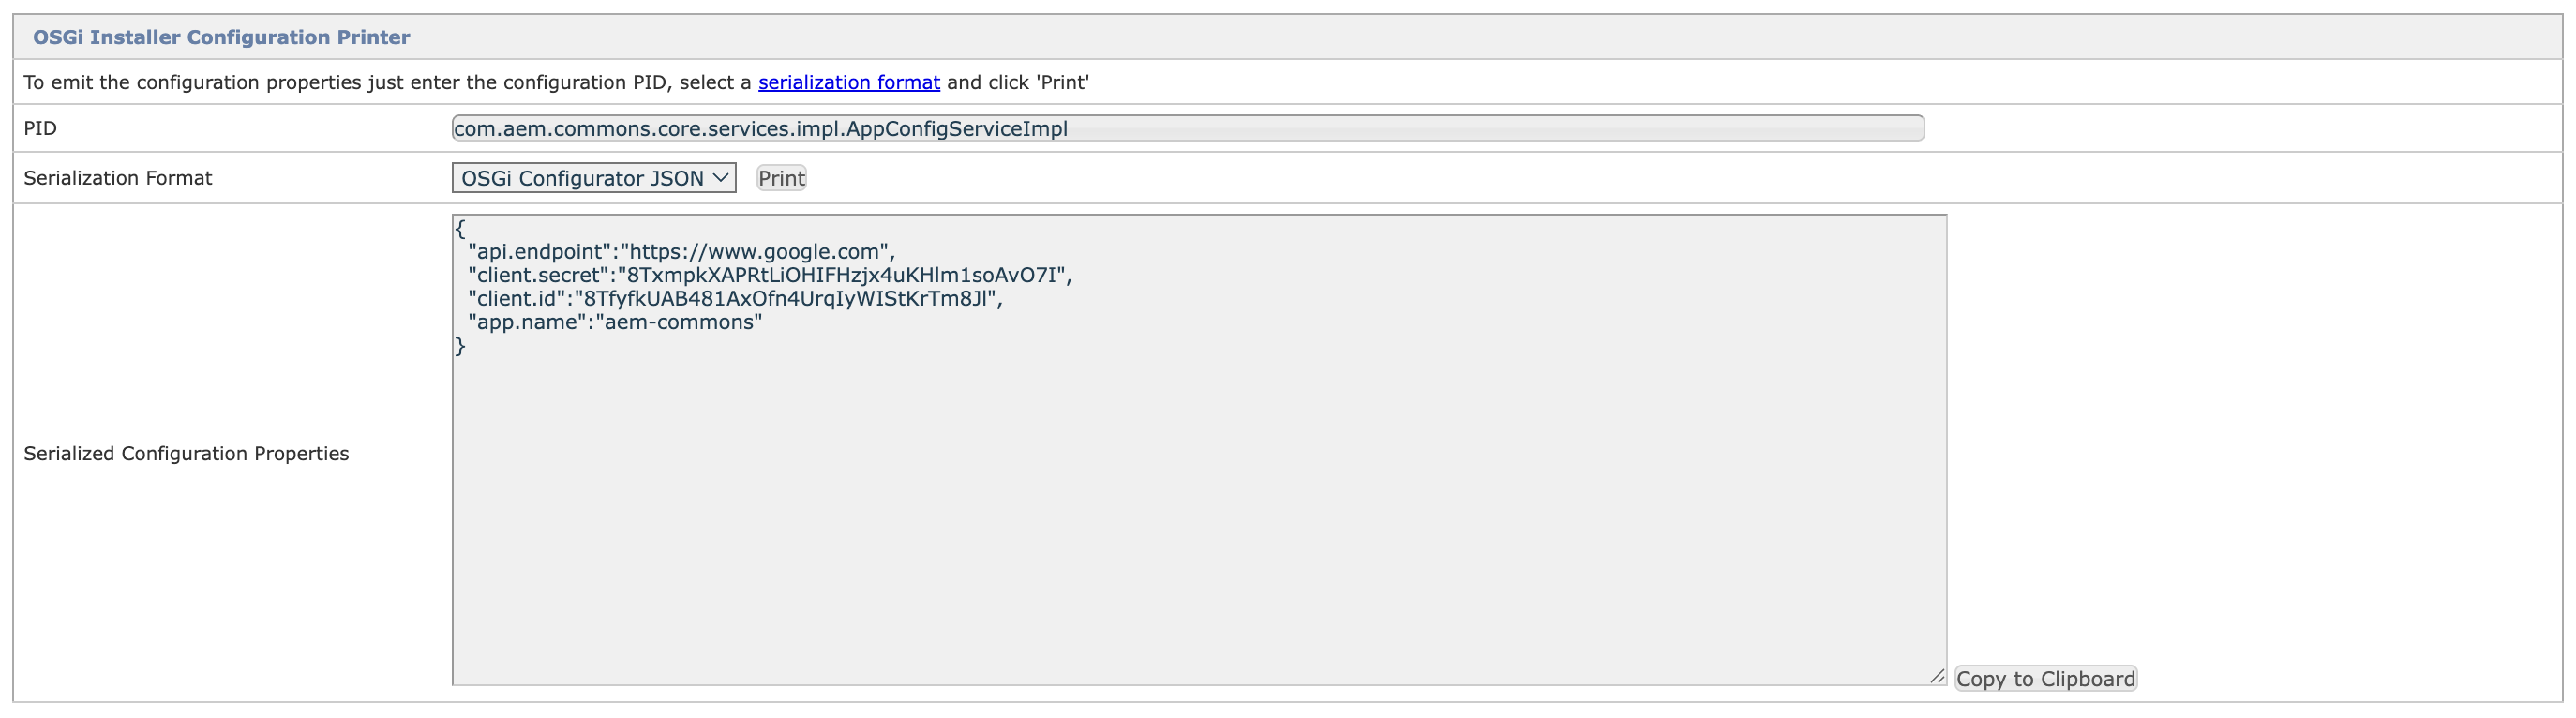 OSGi Installer Configuration Printer
To emit the configuration properties just enter the configuration PID, select a serialization format and click 'Print'
PID com.aem.commons.core.services.impl.AppConfigServiceImpl
Serialization Format OSGi Configurator JSON Print
Serialized Configuration Properties
{
"api.endpoint":"https://www.google.com",
"client.secret":"8TxmpkXAPRtLiOHIFHzjx4uKHlm1soAvO7I",
"client.id":"8TfyfkUAB481AxOfn4UrqIyWIStKrTm8Jl",
"app.name":"aem-commons"
}
Copy to Clipboard